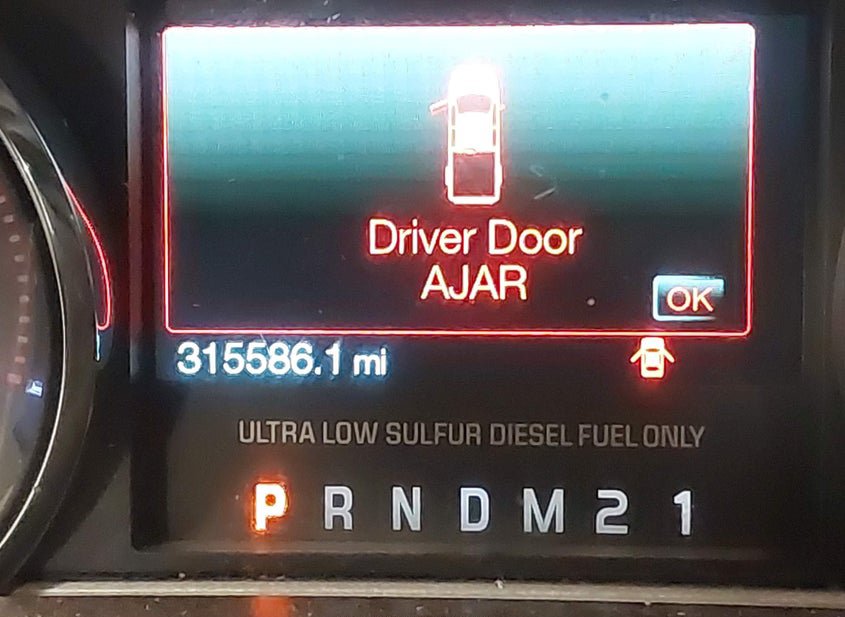 Driver Door
AJAR
OK
315586.1 mi
ULTRA LOW SULFUR DIESEL FUEL ONLY
P R N D M 2 1